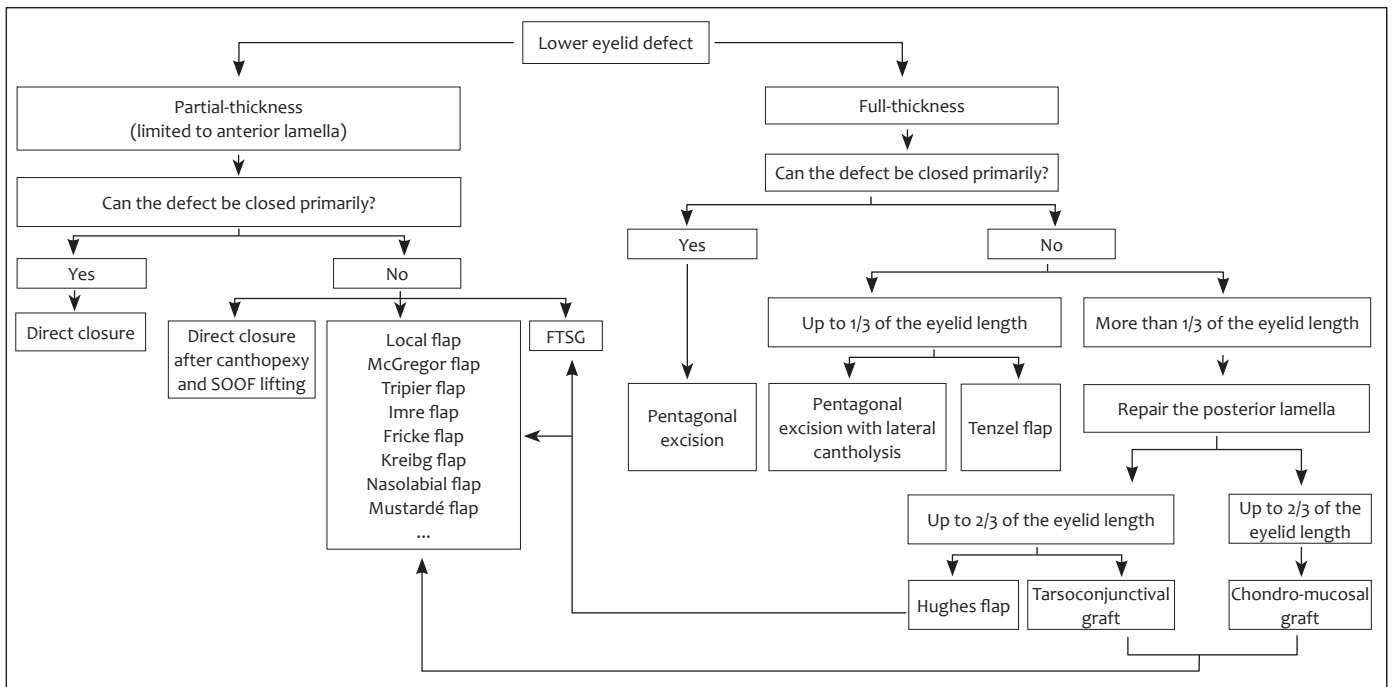 Lower eyelid defect
Partial-thickness
(limited to anterior lamella)
Can the defect be closed primarily?
Yes
No
Direct closure
Direct closure
after canthopexy
and SOOF lifting
Local flap
McGregor flap
Tripier flap
Imre flap
Fricke flap
Kreibg flap
Nasolabial flap
Mustardé flap
...
FTSG
Full-thickness
Can the defect be closed primarily?
Yes
No
Pentagonal
excision
Up to 1/3 of the eyelid length
More than 1/3 of the eyelid length
Pentagonal
excision with lateral
cantholysis
Tenzel flap
Repair the posterior lamella
Up to 2/3 of the eyelid length
Up to 2/3 of the
eyelid length
Hughes flap
Tarsoconjunctival
graft
Chondro-mucosal
graft